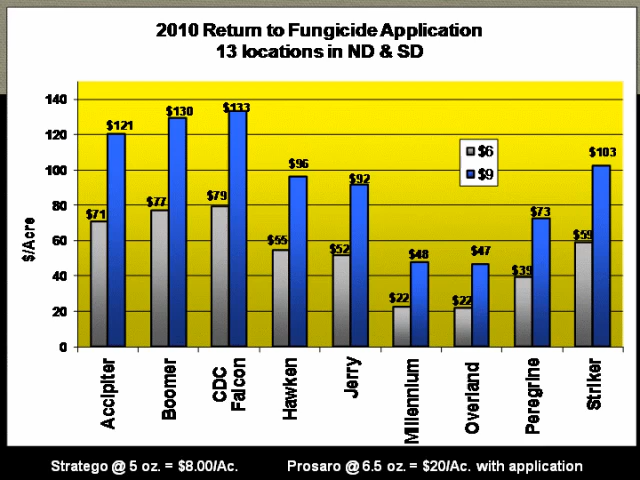 2010 Return to Fungicide Application
13 locations in ND & SD
$/Acre
140
120
100
80
60
40
20
0
$71
$121
$77
$130
$79
$133
$55
$96
$52
$92
$22
$48
$22
$47
$39
$73
$59
$103
$6
$9
Accipiter
Boomer
CDC
Falcon
Hawken
Jerry
Millennium
Overland
Peregrine
Striker
Stratego @ 5 oz. = $8.00/Ac. Prosaro @ 6.5 oz. = $20/Ac. with application